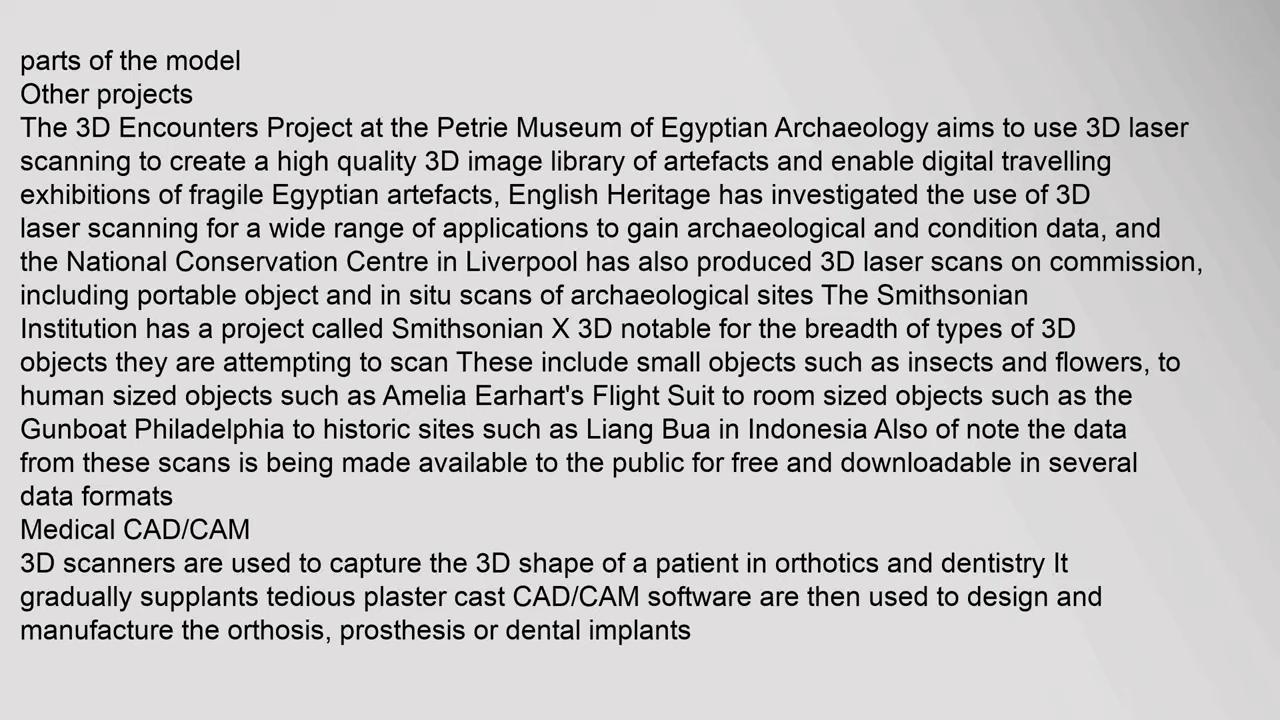 parts of the model
Other projects
The 3D Encounters Project at the Petrie Museum of Egyptian Archaeology aims to use 3D laser
scanning to create a high quality 3D image library of artefacts and enable digital travelling
exhibitions of fragile Egyptian artefacts, English Heritage has investigated the use of 3D
laser scanning for a wide range of applications to gain archaeological and condition data, and
the National Conservation Centre in Liverpool has also produced 3D laser scans on commission,
including portable object and in situ scans of archaeological sites The Smithsonian
Institution has a project called Smithsonian X 3D notable for the breadth of types of 3D
objects they are attempting to scan These include small objects such as insects and flowers, to
human sized objects such as Amelia Earhart's Flight Suit to room sized objects such as the
Gunboat Philadelphia to historic sites such as Liang Bua in Indonesia Also of note the data
from these scans is being made available to the public for free and downloadable in several
data formats
Medical CAD/CAM
3D scanners are used to capture the 3D shape of a patient in orthotics and dentistry It
gradually supplants tedious plaster cast CAD/CAM software are then used to design and
manufacture the orthosis, prosthesis or dental implants